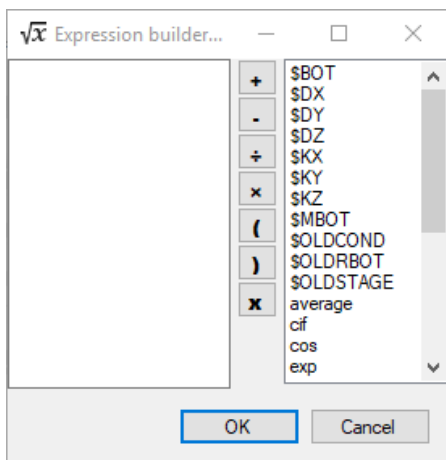 √x Expression builder...
+
-
÷
×
(
)
x
$BOT
$DX
$DY
$DZ
$KX
$KY
$KZ
$MBOT
$OLDCOND
$OLDRBOT
$OLDSTAGE
average
cif
cos
exp
OK
Cancel